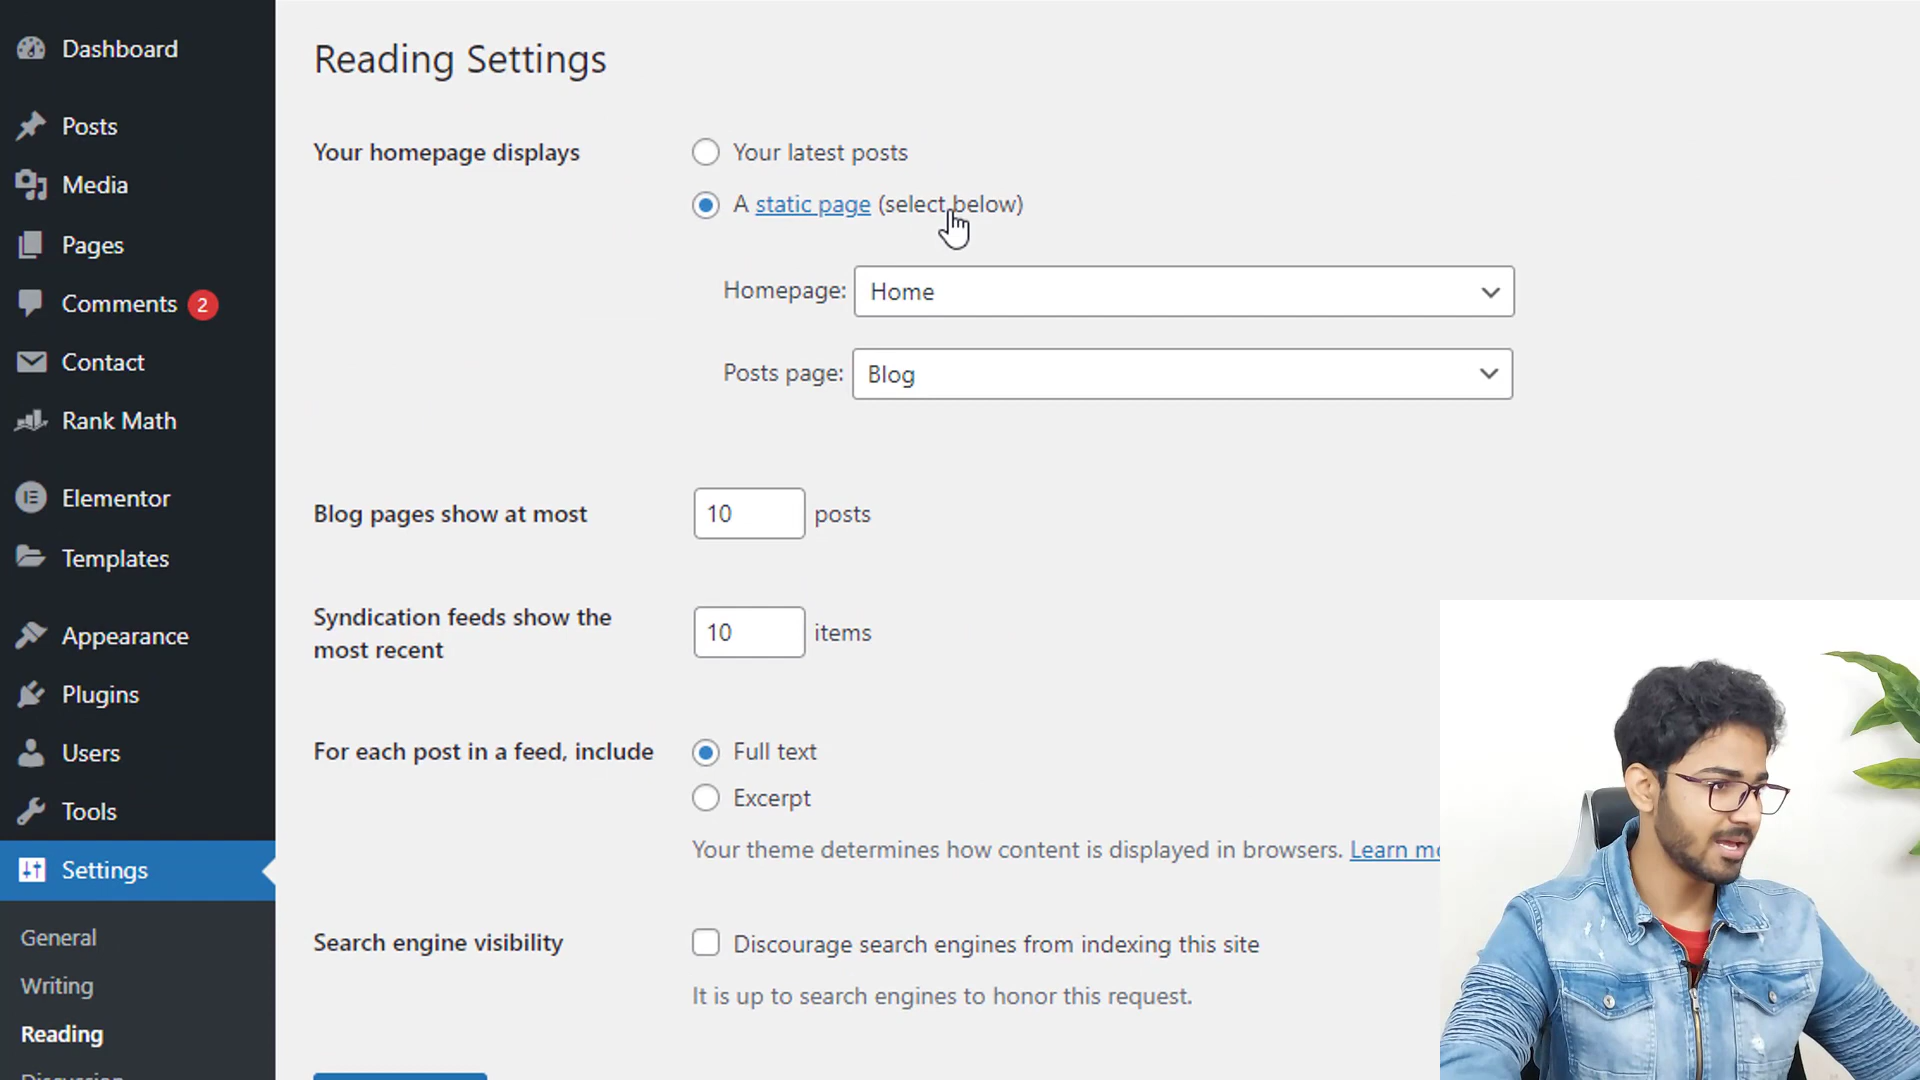 Dashboard
Posts
Media
Pages
Comments 2
Contact
Rank Math
Elementor
Templates
Appearance
Plugins
Users
Tools
Settings
General
Writing
Reading
Reading Settings
Your homepage displays
Your latest posts
A static page (select below)
Homepage: Home
Posts page: Blog
Blog pages show at most 10 posts
Syndication feeds show the
most recent
10 items
For each post in a feed, include
Full text
Excerpt
Your theme determines how content is displayed in browsers. Learn
Search engine visibility
Discourage search engines from indexing this site
It is up to search engines to honor this request.